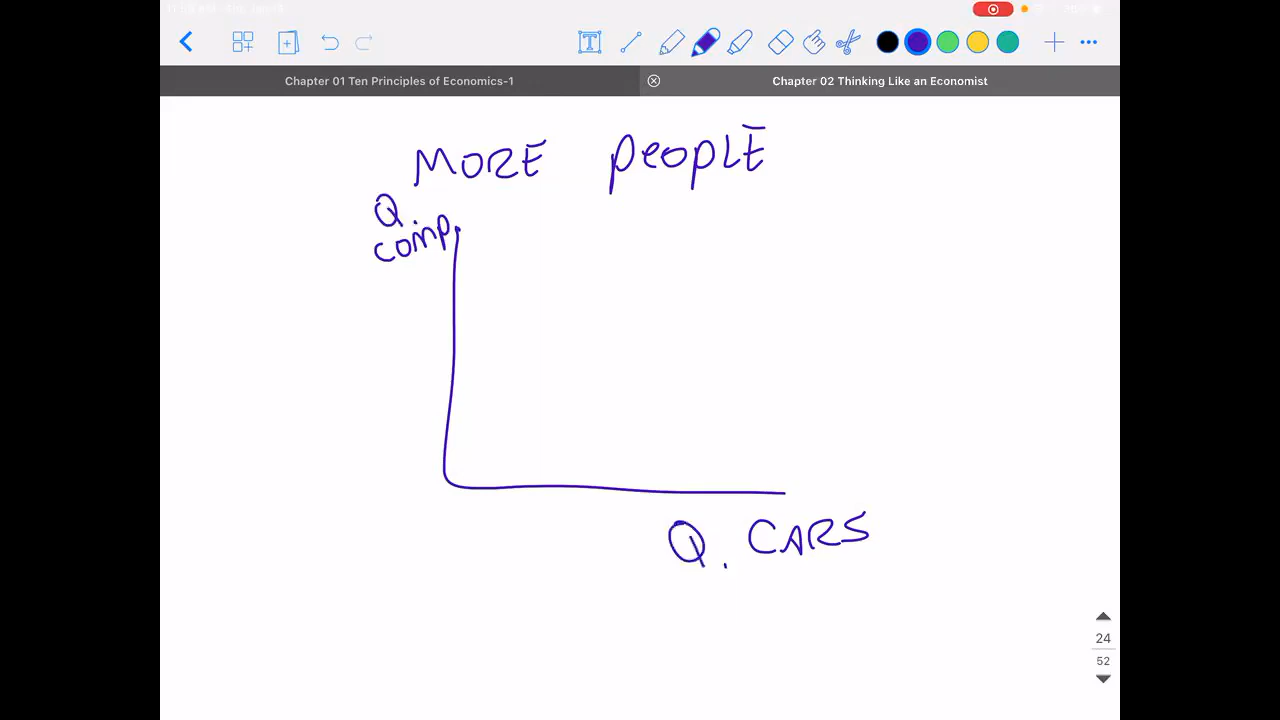 Chapter 01 Ten Principles of Economics-1
Chapter 02 Thinking Like an Economist
MORE PEOPLE
Q
comp.
Q. CARS
24
52